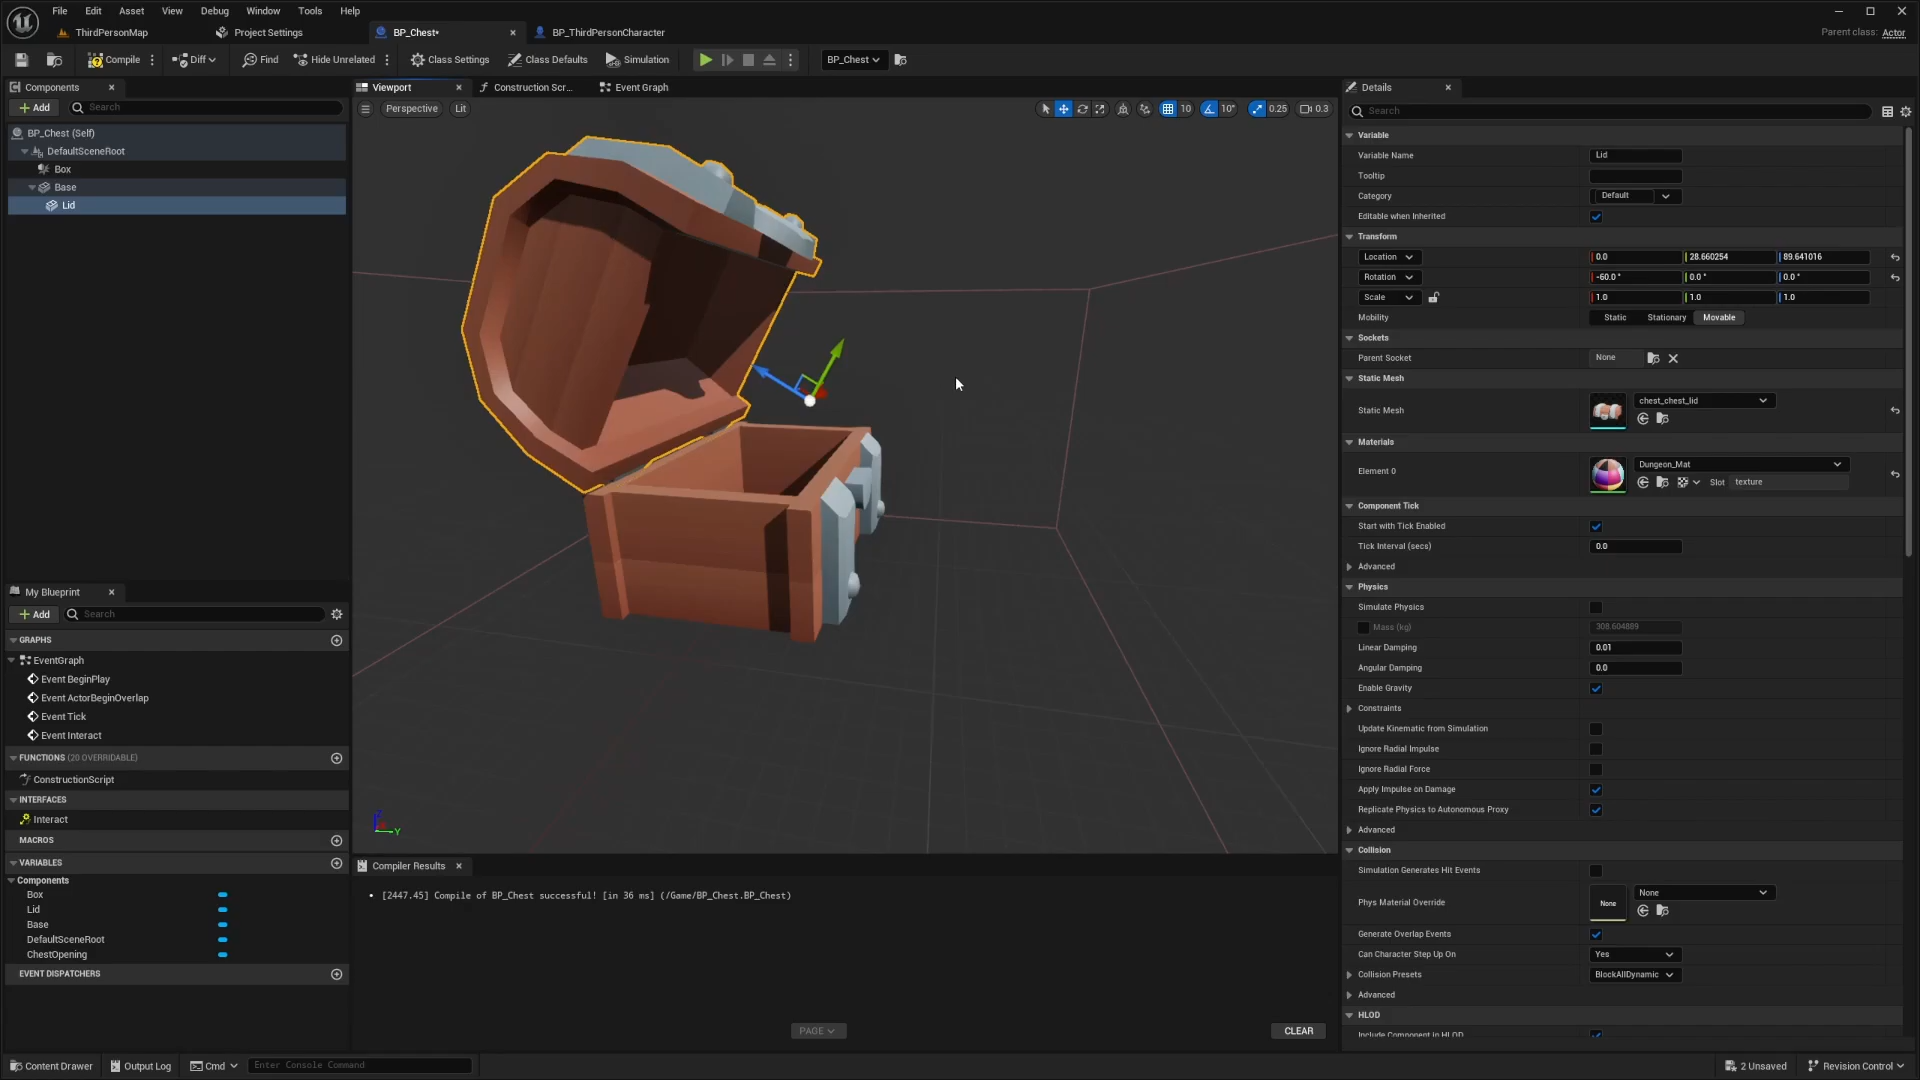 File Edit Asset View Debug Window Tools Help
ThirdPersonMap Project Settings BP_Chest• BP_ThirdPersonCharacter Parent class: Actor
Compile Diff Find Hide Unrelated Class Settings Class Defaults Simulation BP_Chest
Components
Add Search
BP_Chest (Self)
DefaultSceneRoot
Box
Base
Lid
My Blueprint
Add Search
GRAPHS
EventGraph
Event BeginPlay
Event ActorBeginOverlap
Event Tick
Event Interact
FUNCTIONS (20 OVERRIDABLE)
ConstructionScript
INTERFACES
Interact
MACROS
VARIABLES
Components
Box
Lid
Base
DefaultSceneRoot
ChestOpening
EVENT DISPATCHERS
Viewport Construction Scr... Event Graph
Perspective Lit 10 10° 0.25 0.3
Y
Compiler Results
• [2447.45] Compile of BP_Chest successful! [in 36 ms] (/Game/BP_Chest.BP_Chest)
PAGE CLEAR
Details
Search
Variable
Variable Name Lid
Tooltip
Category Default
Editable when Inherited
Transform
Location 0.0 28.660254 89.641016
Rotation -60.0 ° 0.0 ° 0.0 °
Scale 1.0 1.0 1.0
Mobility Static Stationary Movable
Sockets
Parent Socket None
Static Mesh
Static Mesh chest_chest_lid
Materials
Element 0 Dungeon_Mat
Slot texture
Component Tick
Start with Tick Enabled
Tick Interval (secs) 0.0
Advanced
Physics
Simulate Physics
Mass (kg) 308.604889
Linear Damping 0.01
Angular Damping 0.0
Enable Gravity
Constraints
Update Kinematic from Simulation
Ignore Radial Impulse
Ignore Radial Force
Apply Impulse on Damage
Replicate Physics to Autonomous Proxy
Advanced
Collision
Simulation Generates Hit Events
Phys Material Override None None
Generate Overlap Events
Can Character Step Up On Yes
Collision Presets BlockAllDynamic
Advanced
HLOD
Include Component in HLOD
Content Drawer Output Log Cmd Enter Console Command 2 Unsaved Revision Control